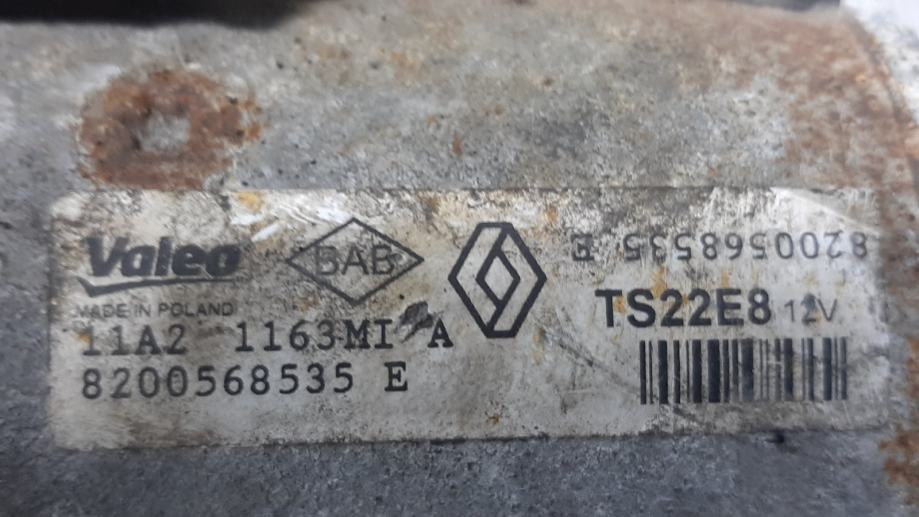 Valeo
BAB
8200568535 E
MADE IN POLAND
TS22E8 12V
11A2 1163MI A
8200568535 E